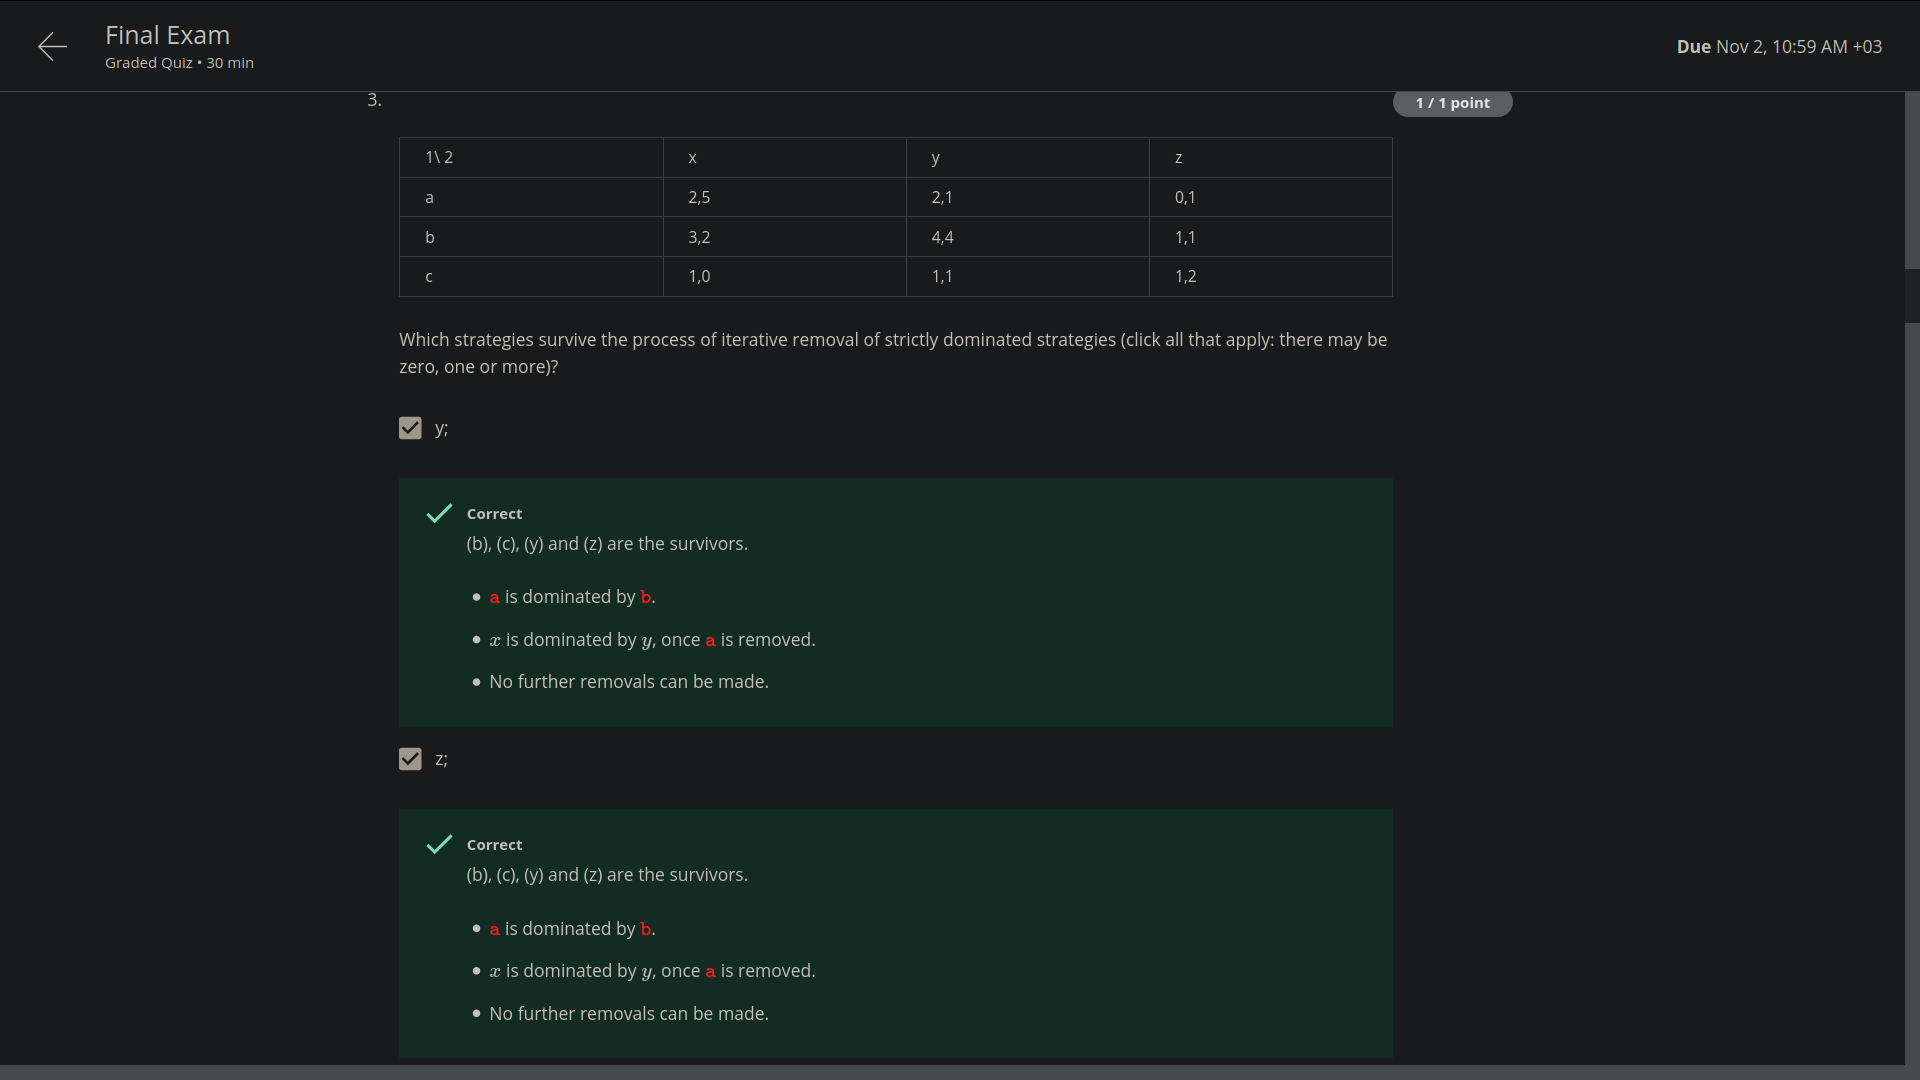 Final Exam
Graded Quiz • 30 min
Due Nov 2, 10:59 AM +03
3.
1 / 1 point
1\ 2 x y z
a 2,5 2,1 0,1
b 3,2 4,4 1,1
c 1,0 1,1 1,2
Which strategies survive the process of iterative removal of strictly dominated strategies (click all that apply: there may be
zero, one or more)?
y;
Correct
(b), (c), (y) and (z) are the survivors.
• a is dominated by b.
• x is dominated by y, once a is removed.
• No further removals can be made.
z;
Correct
(b), (c), (y) and (z) are the survivors.
• a is dominated by b.
• x is dominated by y, once a is removed.
• No further removals can be made.